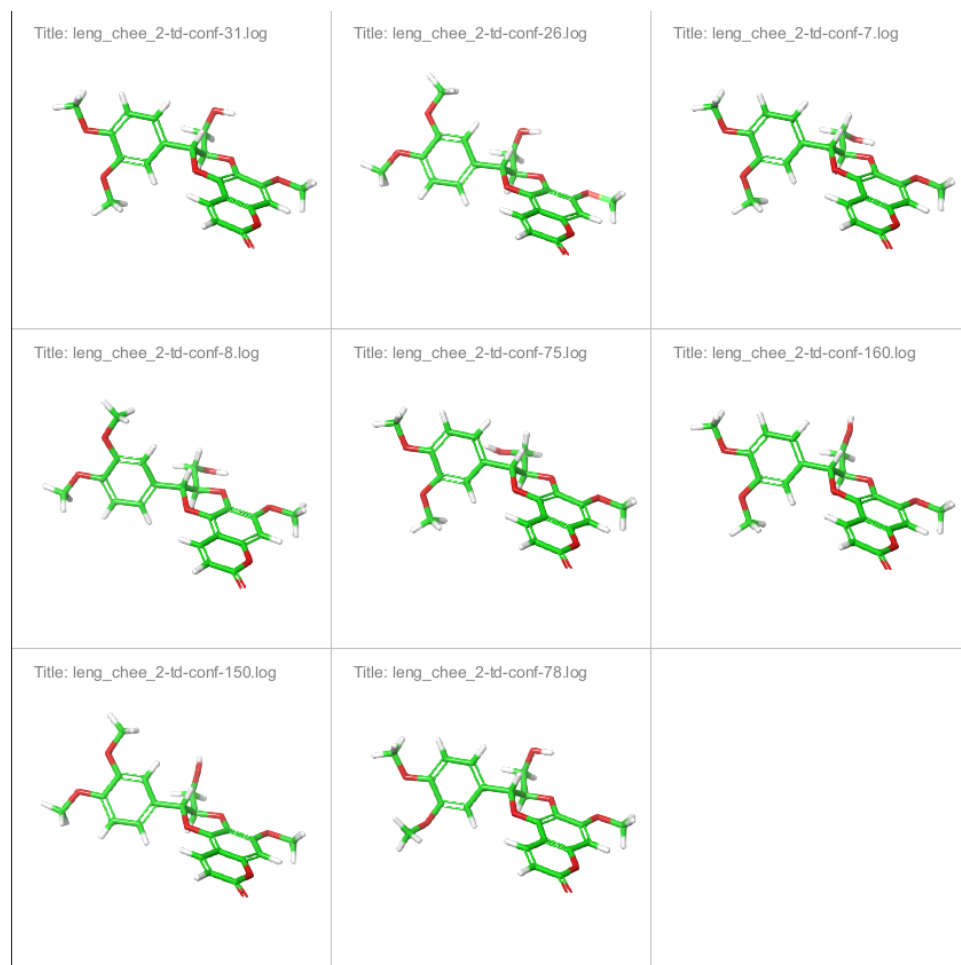 Title: leng_chee_2-td-conf-31.log
Title: leng_chee_2-td-conf-26.log
Title: leng_chee_2-td-conf-7.log
Title: leng_chee_2-td-conf-8.log
Title: leng_chee_2-td-conf-75.log
Title: leng_chee_2-td-conf-160.log
Title: leng_chee_2-td-conf-150.log
Title: leng_chee_2-td-conf-78.log